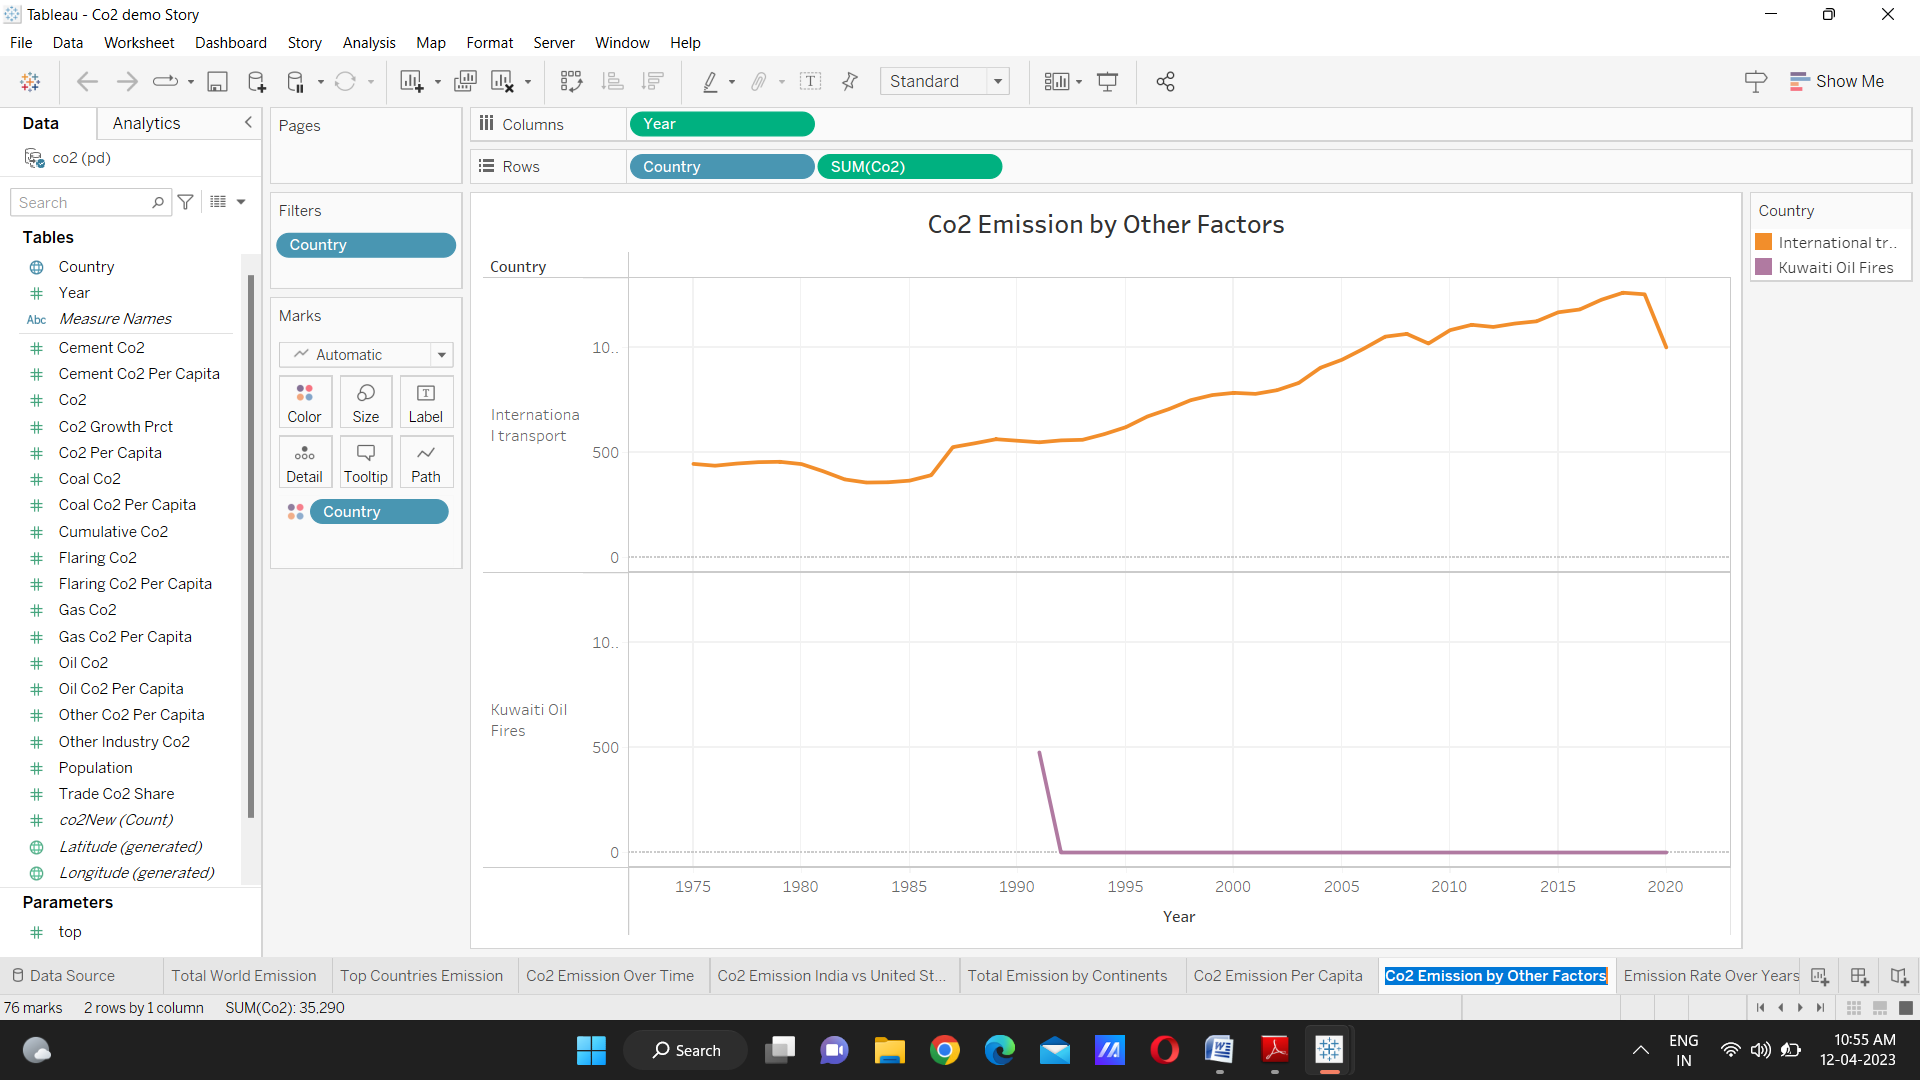 Tableau - Co2 demo Story
File Data Worksheet Dashboard Story Analysis Map Format Server Window Help
Standard
Show Me
Data Analytics
co2 (pd)
Search
Tables
Country
Year
Abc Measure Names
Cement Co2
Cement Co2 Per Capita
Co2
Co2 Growth Prct
Co2 Per Capita
Coal Co2
Coal Co2 Per Capita
Cumulative Co2
Flaring Co2
Flaring Co2 Per Capita
Gas Co2
Gas Co2 Per Capita
Oil Co2
Oil Co2 Per Capita
Other Co2 Per Capita
Other Industry Co2
Population
Trade Co2 Share
co2New (Count)
Latitude (generated)
Longitude (generated)
Parameters
top
Pages
Filters
Country
Marks
Automatic
Color Size Label
Detail Tooltip Path
Country
Columns Year
Rows Country SUM(Co2)
Co2 Emission by Other Factors
Country
Internationa
l transport
10..
500
0
Kuwaiti Oil
Fires
10..
500
0
1975 1980 1985 1990 1995 2000 2005 2010 2015 2020
Year
Country
International tr..
Kuwaiti Oil Fires
Data Source Total World Emission Top Countries Emission Co2 Emission Over Time Co2 Emission India vs United St... Total Emission by Continents Co2 Emission Per Capita Co2 Emission by Other Factors Emission Rate Over Years
76 marks 2 rows by 1 column SUM(Co2): 35,290
Search
ENG
IN
10:55 AM
12-04-2023